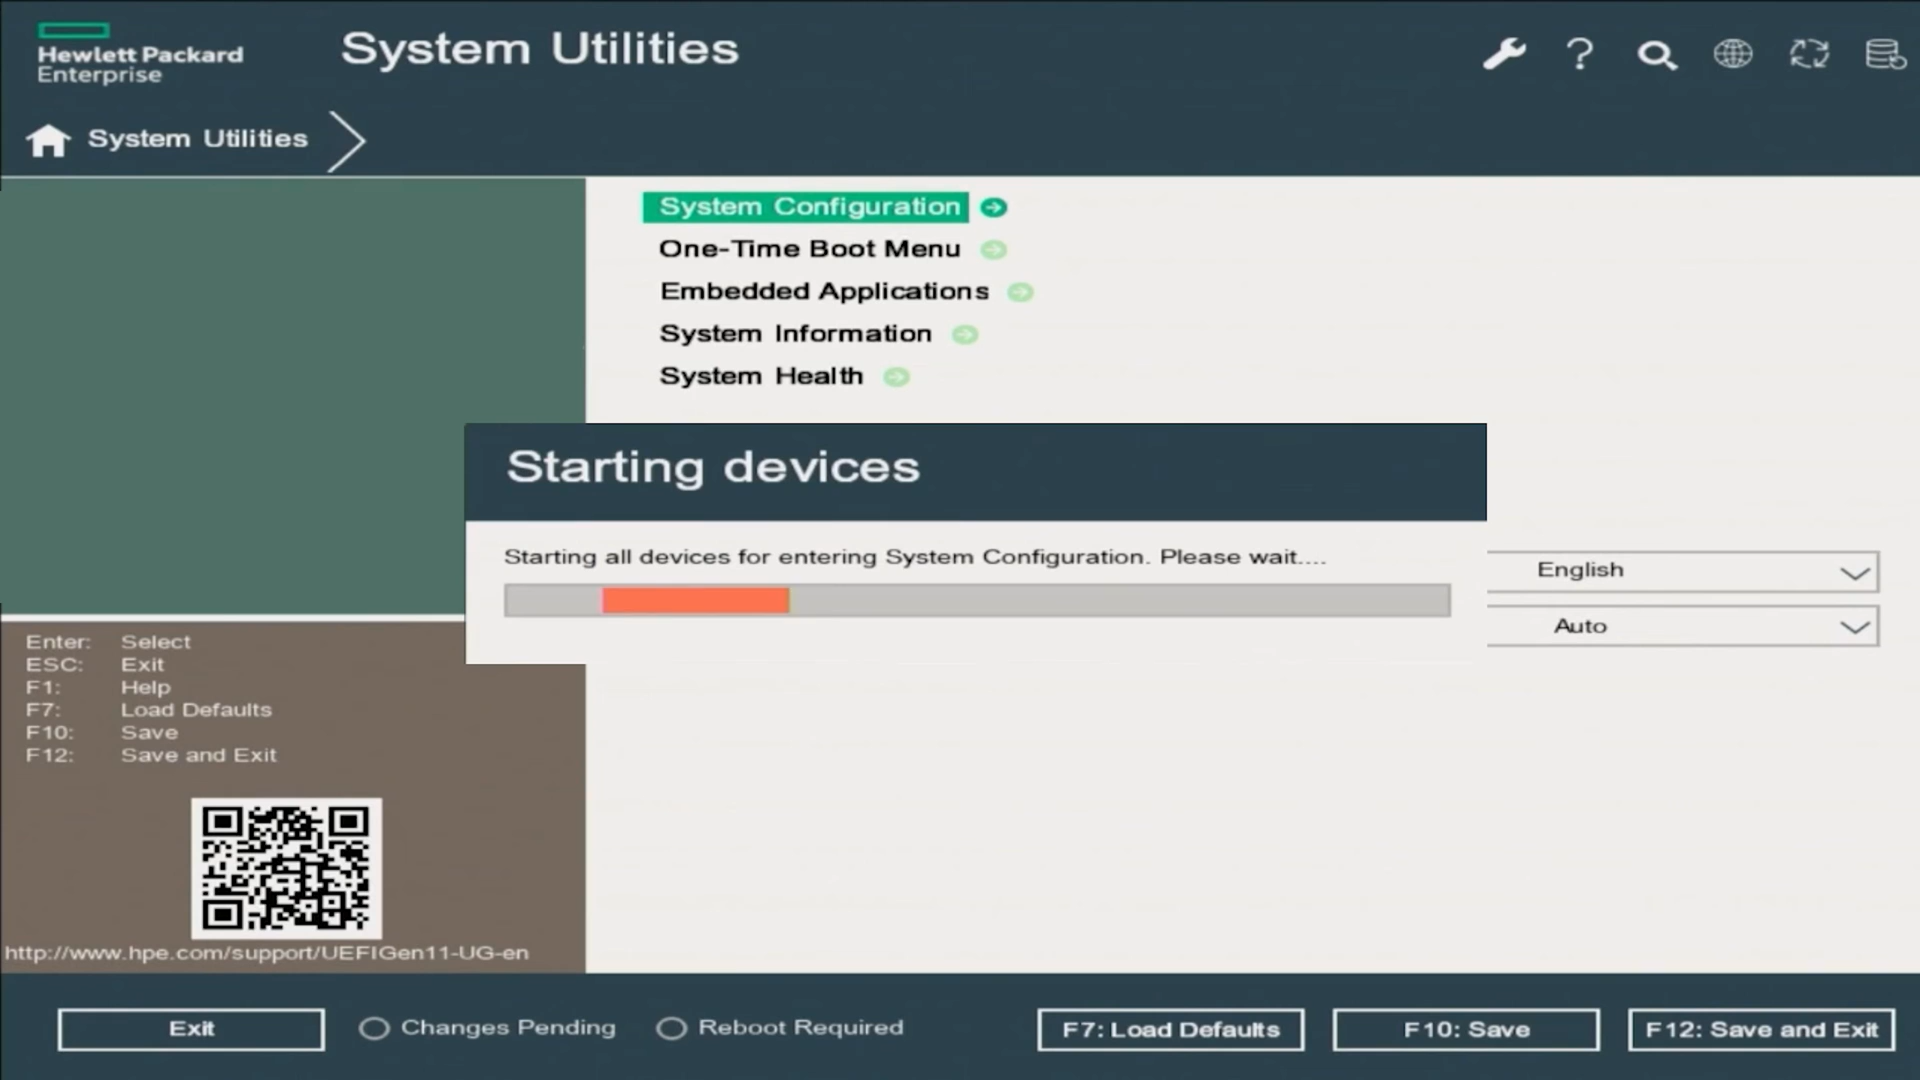 Hewlett Packard
Enterprise
System Utilities
System Utilities
System Configuration
One-Time Boot Menu
Embedded Applications
System Information
System Health
Starting devices
Starting all devices for entering System Configuration. Please wait....
English
Auto
Enter: Select
ESC: Exit
F1: Help
F7: Load Defaults
F10: Save
F12: Save and Exit
http://www.hpe.com/support/UEFIGen11-UG-en
Exit
Changes Pending
Reboot Required
F7: Load Defaults
F10: Save
F12: Save and Exit